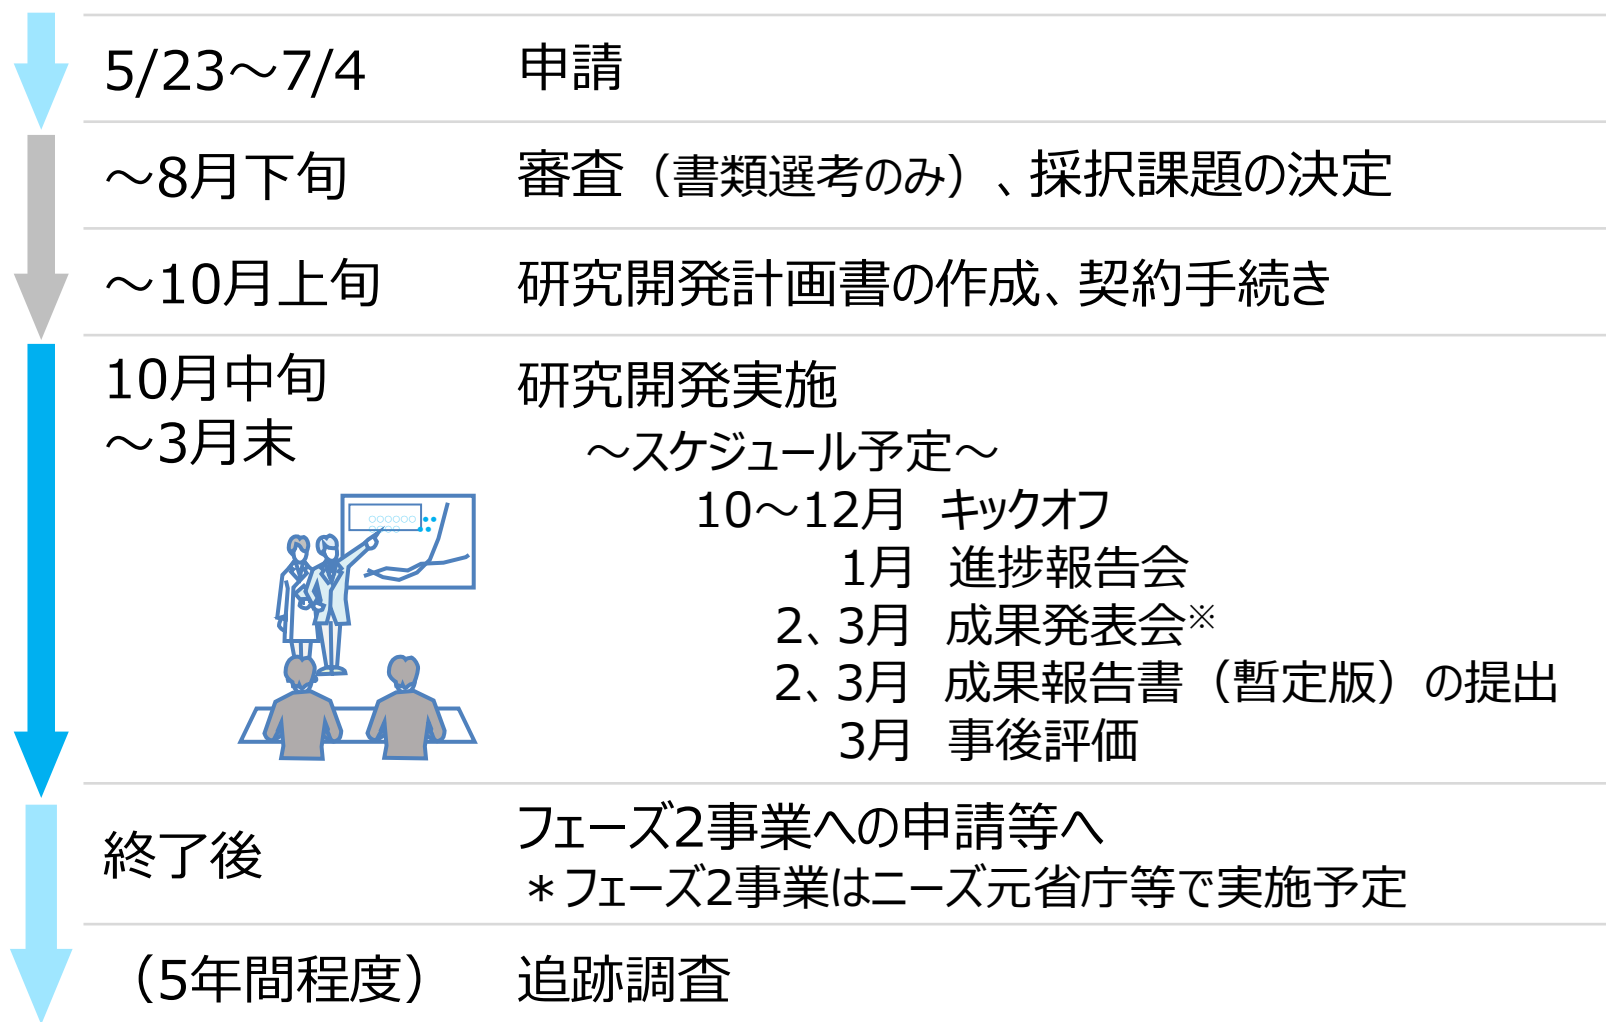 5/23～7/4 申請
～8月下旬 審査（書類選考のみ）、採択課題の決定
～10月上旬 研究開発計画書の作成、契約手続き
10月中旬
～3月末
研究開発実施
～スケジュール予定～
10～12月 キックオフ
1月 進捗報告会
2、3月 成果発表会※
2、3月 成果報告書（暫定版）の提出
3月 事後評価
終了後
フェーズ2事業への申請等へ
＊フェーズ2事業はニーズ元省庁等で実施予定
（5年間程度） 追跡調査